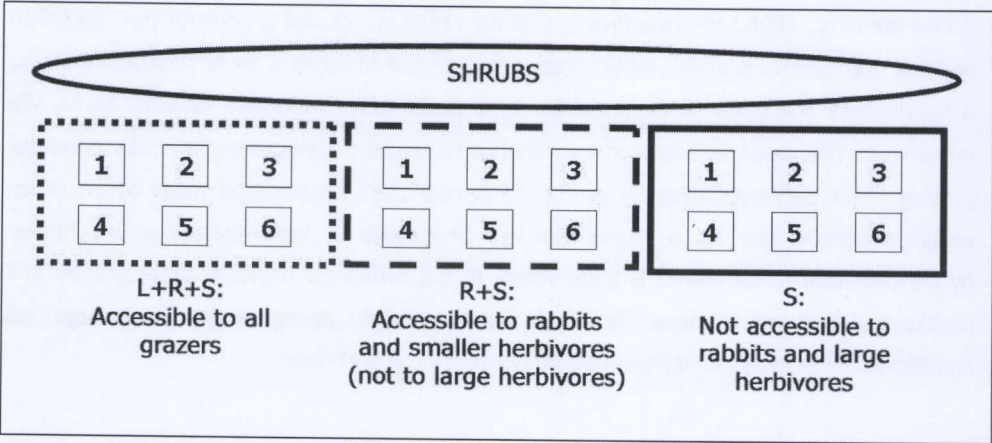 SHRUBS
1 2 3
4 5 6
L+R+S:
Accessible to all
grazers
1 2 3
4 5 6
R+S:
Accessible to rabbits
and smaller herbivores
(not to large herbivores)
1 2 3
4 5 6
S:
Not accessible to
rabbits and large
herbivores